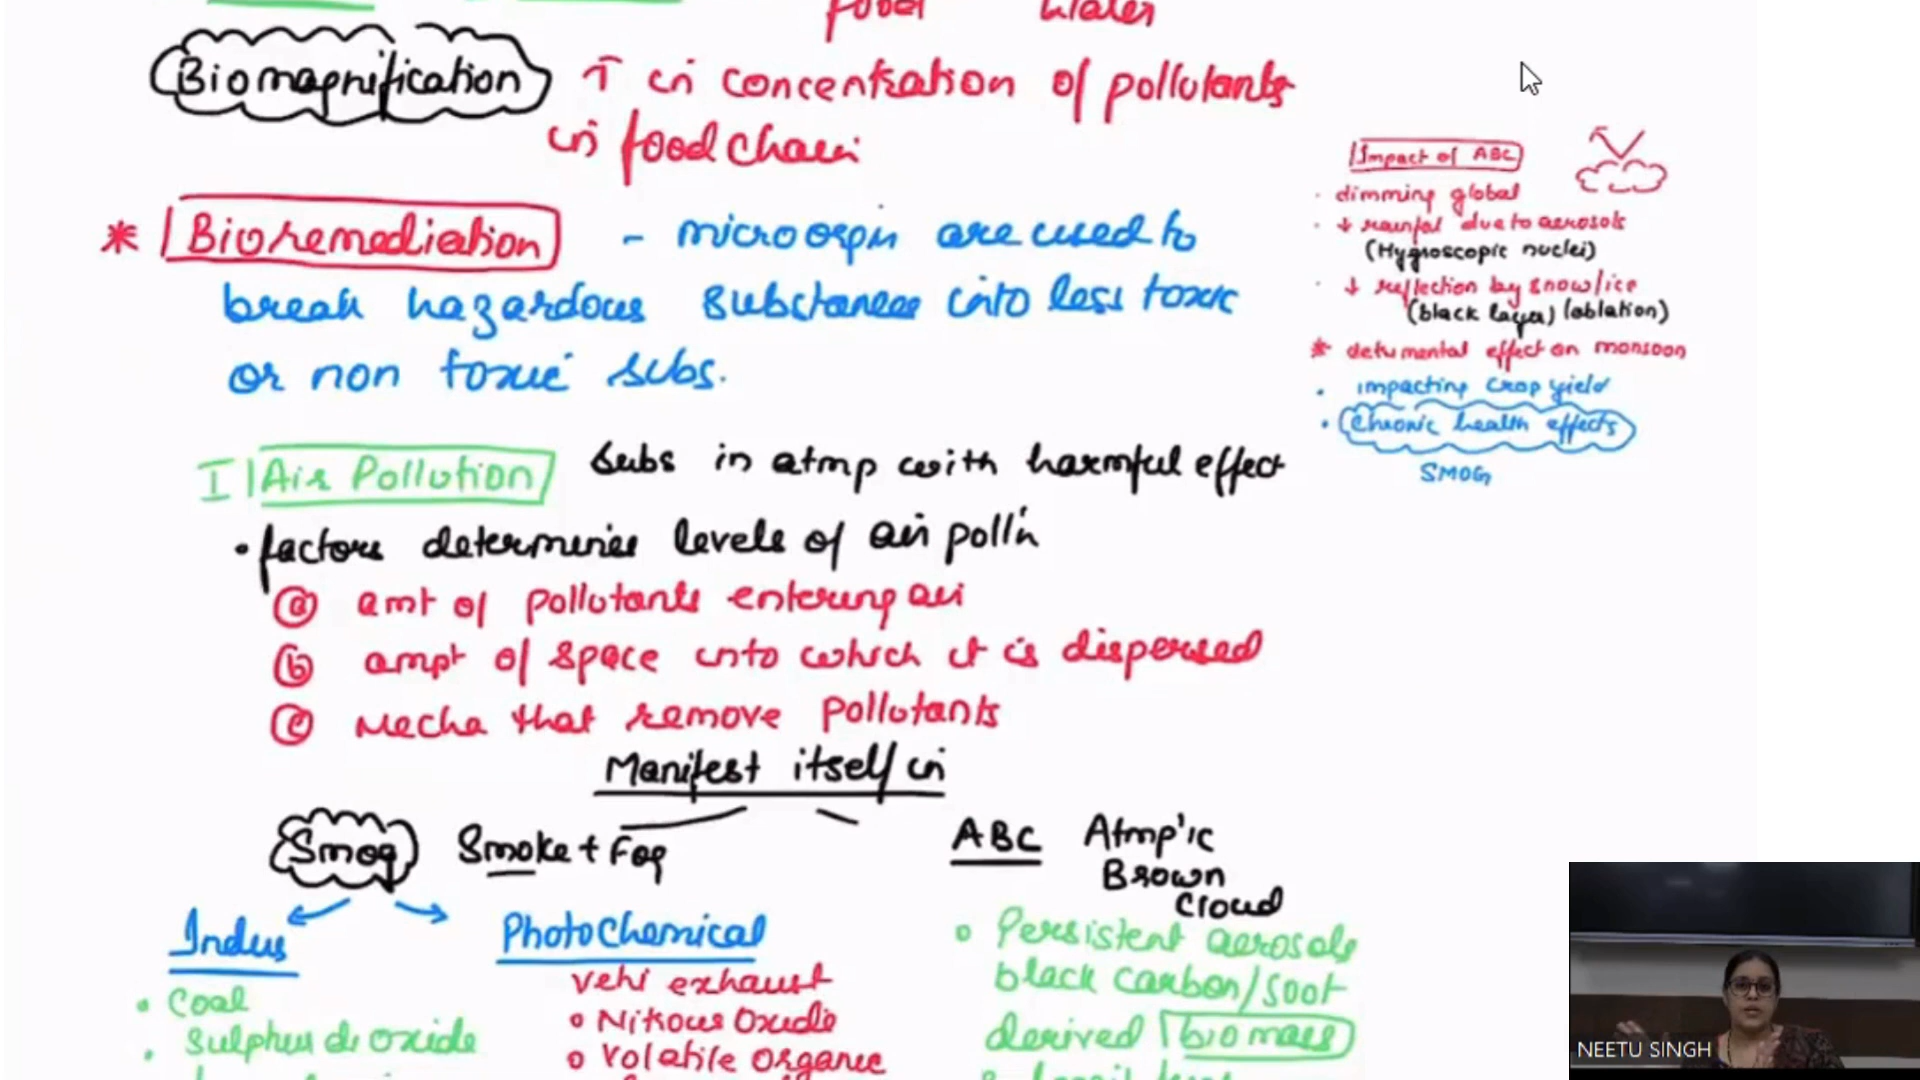 food water
Biomagnification ↑ in concentration of pollutants
in food chain
* Bioremediation - microorgn are used to
break hazardous substances into less toxic
or non toxic subs.
I Air Pollution subs in atmp with harmful effect
• factors determines levels of air poll'n
(a) amt of pollutants entering air
(b) ampt of space into which it is dispersed
(c) Mecha that remove pollutants
Manifest itself in
Smog Smoke + Fog
ABC Atmp'ic
Brown
Cloud
Indus
• Coal
• Sulphur di oxide
Photochemical
vehi exhaust
• Nitrous Oxide
• Volatile organic
• Persistent aerosols
black carbon/soot
derived biomass
Impact of ABC
• dimming global
• ↓ rainfal due to aerosols
(Hygroscopic nuclei)
• ↓ reflection by snow/ice
(black layer) (ablation)
* detrimental effect on monsoon
• impacting crop yield
• Chronic health effects
SMOG
NEETU SINGH